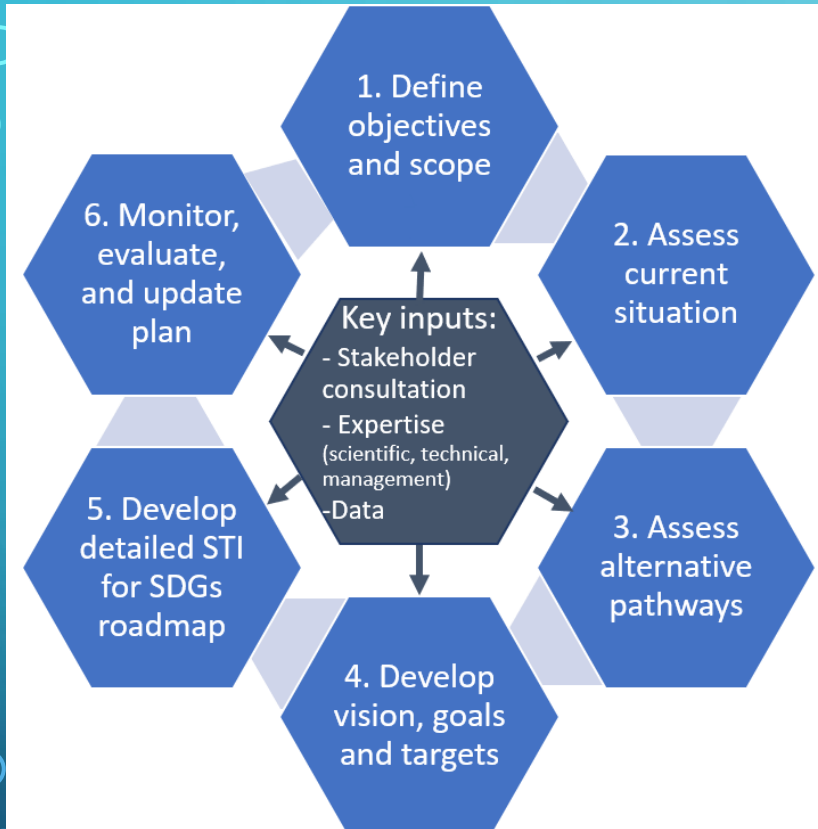 1. Define
objectives
and scope
2. Assess
current
situation
3. Assess
alternative
pathways
4. Develop
vision, goals
and targets
5. Develop
detailed STI
for SDGs
roadmap
6. Monitor,
evaluate,
and update
plan
Key inputs:
- Stakeholder
consultation
- Expertise
(scientific, technical,
management)
-Data